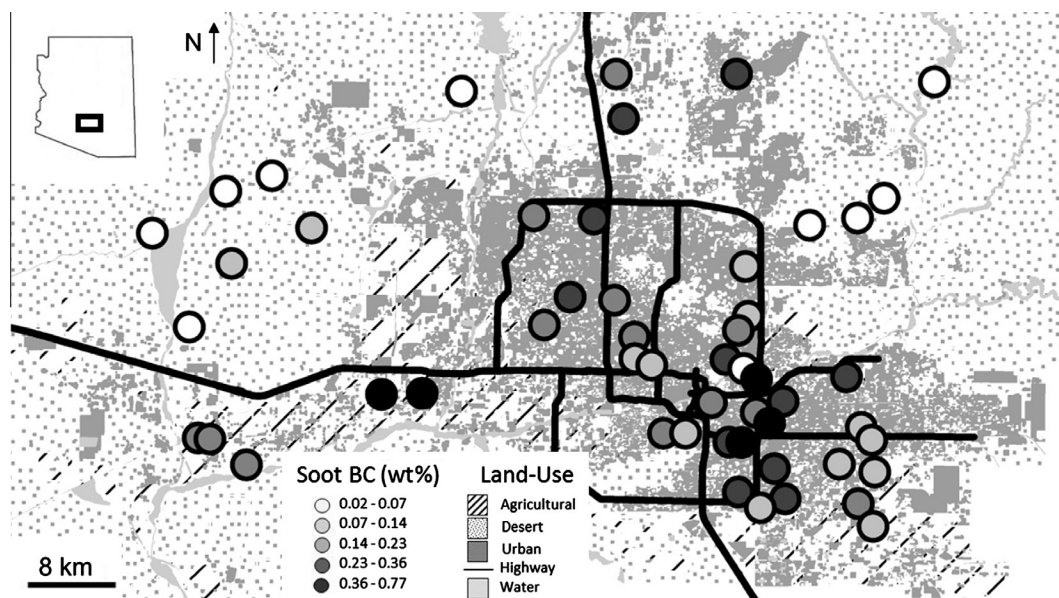 N
Soot BC (wt%)
0.02 - 0.07
0.07 - 0.14
0.14 - 0.23
0.23 - 0.36
0.36 - 0.77
Land-Use
Agricultural
Desert
Urban
Highway
Water
8 km